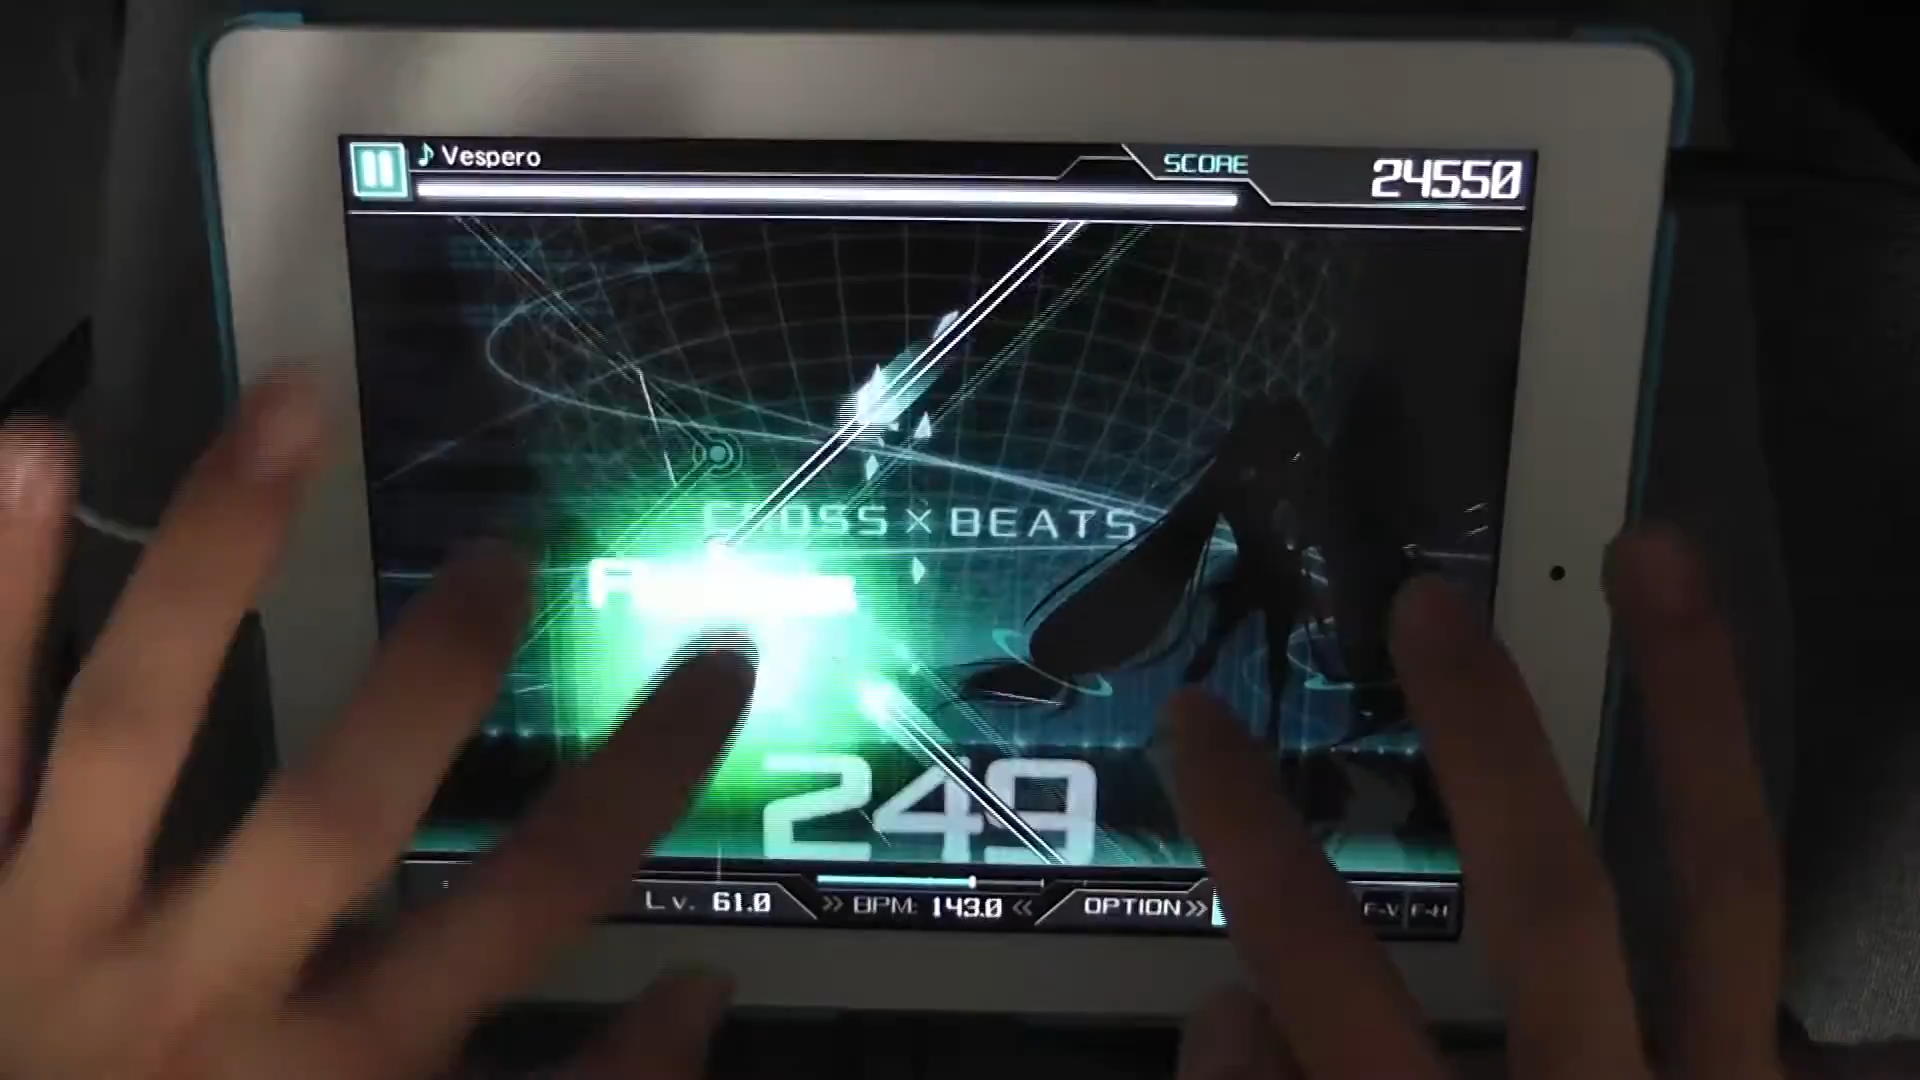 ♪ Vespero
SCORE
24550
CROSS × BEATS
249
Lv. 61.0
>> BPM: 143.0 <<
OPTION >>
F-V F-H